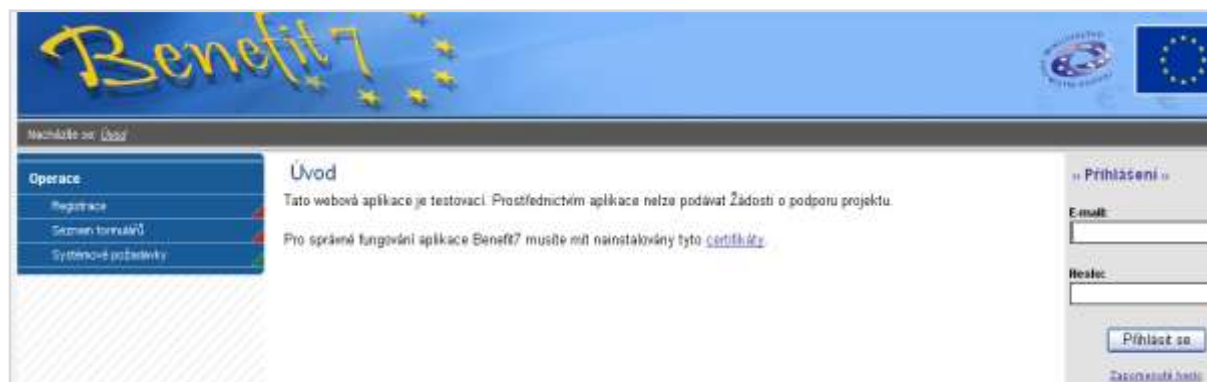 Benefit7
Nacházíte se: Úvod
Operace
Registrace
Seznam formulářů
Systémové požadavky
Úvod
Tato webová aplikace je testovací. Prostřednictvím aplikace nelze podávat Žádosti o podporu projektu.
Pro správné fungování aplikace Benefit7 musíte mít nainstalovány tyto certifikáty.
Přihlášení
E-mail:
Heslo:
Přihlásit se
Zapomenuté heslo